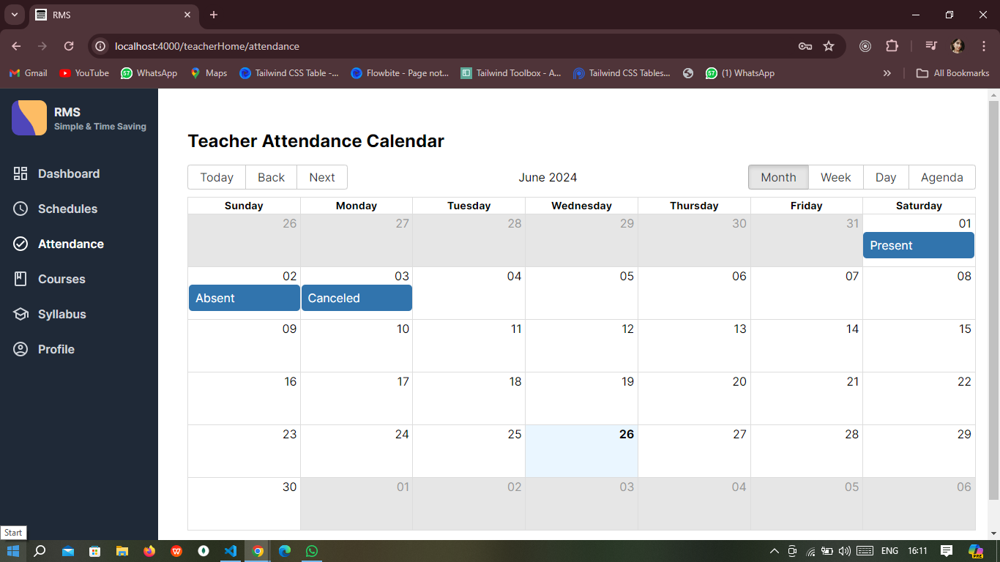 RMS
localhost:4000/teacherHome/attendance
Gmail YouTube 57 WhatsApp Maps Tailwind CSS Table -... Flowbite - Page not... Tailwind Toolbox - A... Tailwind CSS Tables... 57 (1) WhatsApp All Bookmarks
RMS
Simple & Time Saving
Dashboard
Schedules
Attendance
Courses
Syllabus
Profile
Teacher Attendance Calendar
Today Back Next June 2024 Month Week Day Agenda
Sunday Monday Tuesday Wednesday Thursday Friday Saturday
26 27 28 29 30 31 01
Present
02 03 04 05 06 07 08
Absent Canceled
09 10 11 12 13 14 15
16 17 18 19 20 21 22
23 24 25 26 27 28 29
30 01 02 03 04 05 06
Start
ENG 16:11 PRE